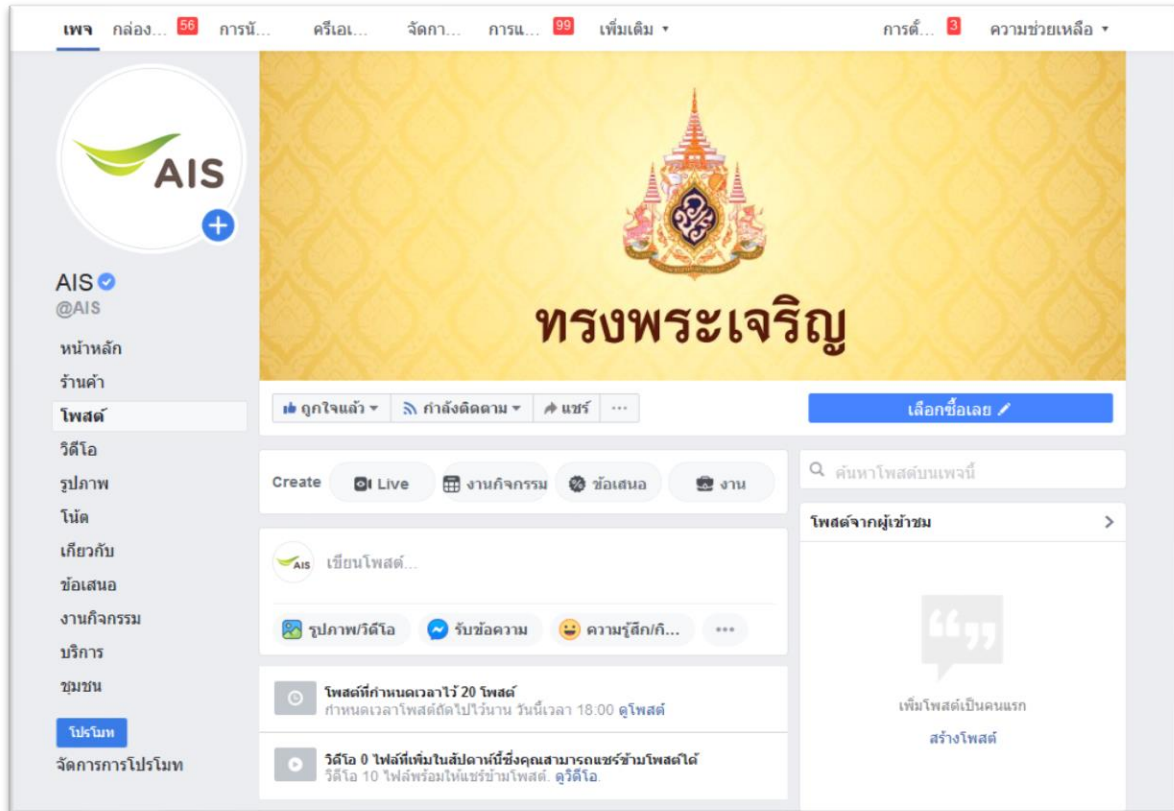 เพจ กล่อง... 56 การนั... ครีเอเ... จัดกา... การแ... 99 เพิ่มเติม การตั้... 3 ความช่วยเหลือ
AIS
AIS
@AIS
หน้าหลัก
ร้านค้า
โพสต์
วิดีโอ
รูปภาพ
โน้ต
เกี่ยวกับ
ข้อเสนอ
งานกิจกรรม
บริการ
ชุมชน
โปรโมท
จัดการการโปรโมท
ทรงพระเจริญ
ถูกใจแล้ว กำลังติดตาม แชร์ ...
เลือกซื้อเลย
Create Live งานกิจกรรม ข้อเสนอ งาน
AIS เขียนโพสต์...
รูปภาพ/วิดีโอ รับข้อความ ความรู้สึก/กิ... ...
โพสต์ที่กำหนดเวลาไว้ 20 โพสต์
กำหนดเวลาโพสต์ถัดไปไว้นาน วันนี้เวลา 18:00 ดูโพสต์
วิดีโอ 0 ไฟล์ที่เพิ่มในสัปดาห์นี้ซึ่งคุณสามารถแชร์ข้ามโพสต์ได้
วิดีโอ 10 ไฟล์พร้อมให้แชร์ข้ามโพสต์. ดูวิดีโอ.
ค้นหาโพสต์บนเพจนี้
โพสต์จากผู้เข้าชม
เพิ่มโพสต์เป็นคนแรก
สร้างโพสต์